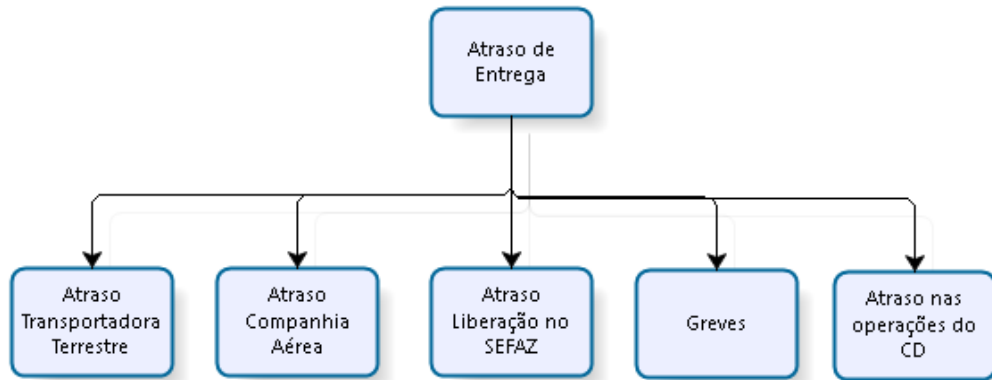 Atraso de
Entrega
Atraso
Transportadora
Terrestre
Atraso
Companhia
Aérea
Atraso
Liberação no
SEFAZ
Greves
Atraso nas
operações do
CD